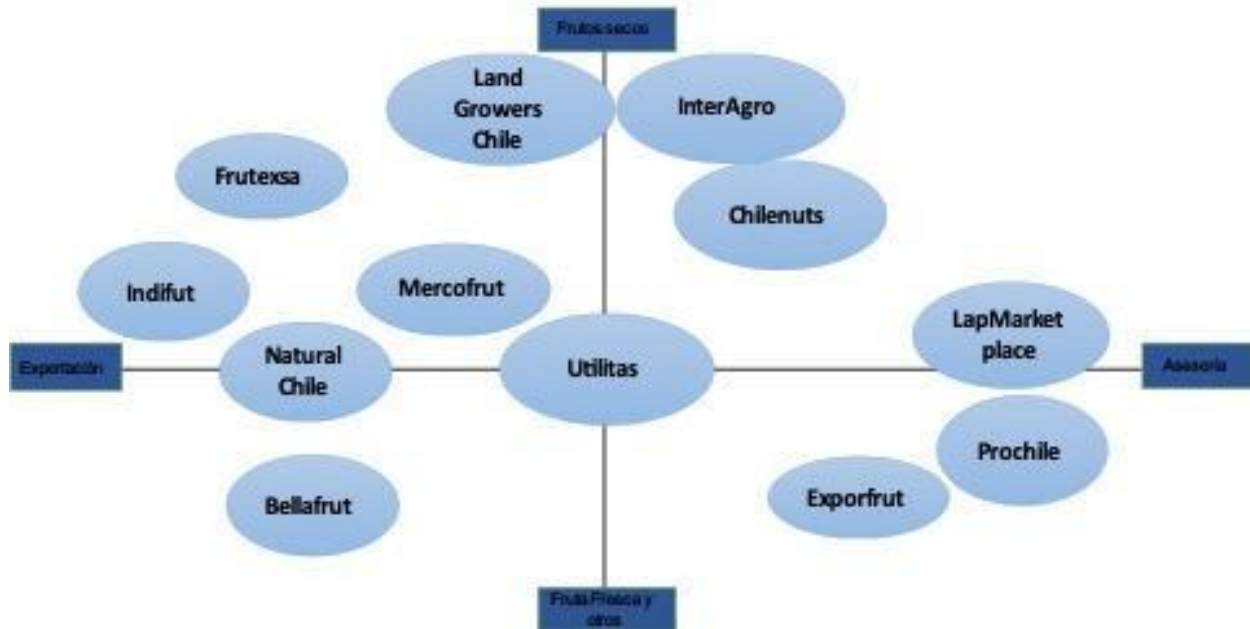 Frutos secos
Land
Growers
Chile
InterAgro
Frutexsa
Chilenuts
Indifut
Mercofrut
LapMarket
place
Exportación
Natural
Chile
Utilitas
Asesoria
Prochile
Exporfrut
Bellafrut
Fruta Fresca y
otros